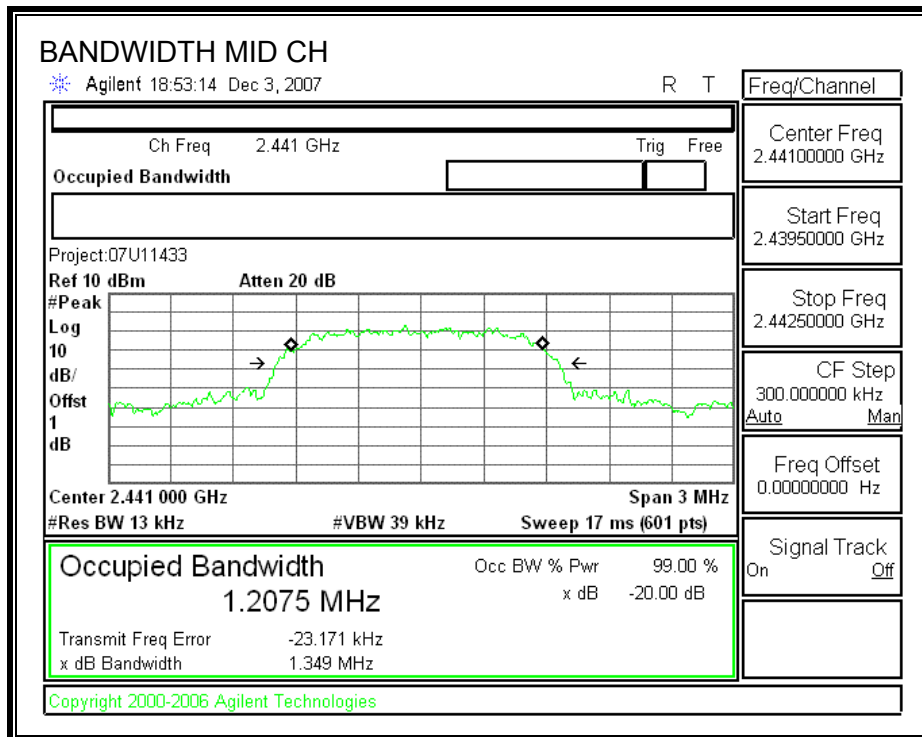 BANDWIDTH MID CH
Agilent 18:53:14 Dec 3, 2007 R T
Freq/Channel
Ch Freq 2.441 GHz Trig Free
Occupied Bandwidth
Center Freq
2.44100000 GHz
Start Freq
2.43950000 GHz
Stop Freq
2.44250000 GHz
CF Step
300.000000 kHz
Auto Man
Freq Offset
0.00000000 Hz
Signal Track
On Off
Project:07U11433
Ref 10 dBm Atten 20 dB
#Peak
Log
10
dB/
Offst
1
dB
Center 2.441 000 GHz Span 3 MHz
#Res BW 13 kHz #VBW 39 kHz Sweep 17 ms (601 pts)
Occupied Bandwidth Occ BW % Pwr 99.00 %
1.2075 MHz x dB -20.00 dB
Transmit Freq Error -23.171 kHz
x dB Bandwidth 1.349 MHz
Copyright 2000-2006 Agilent Technologies